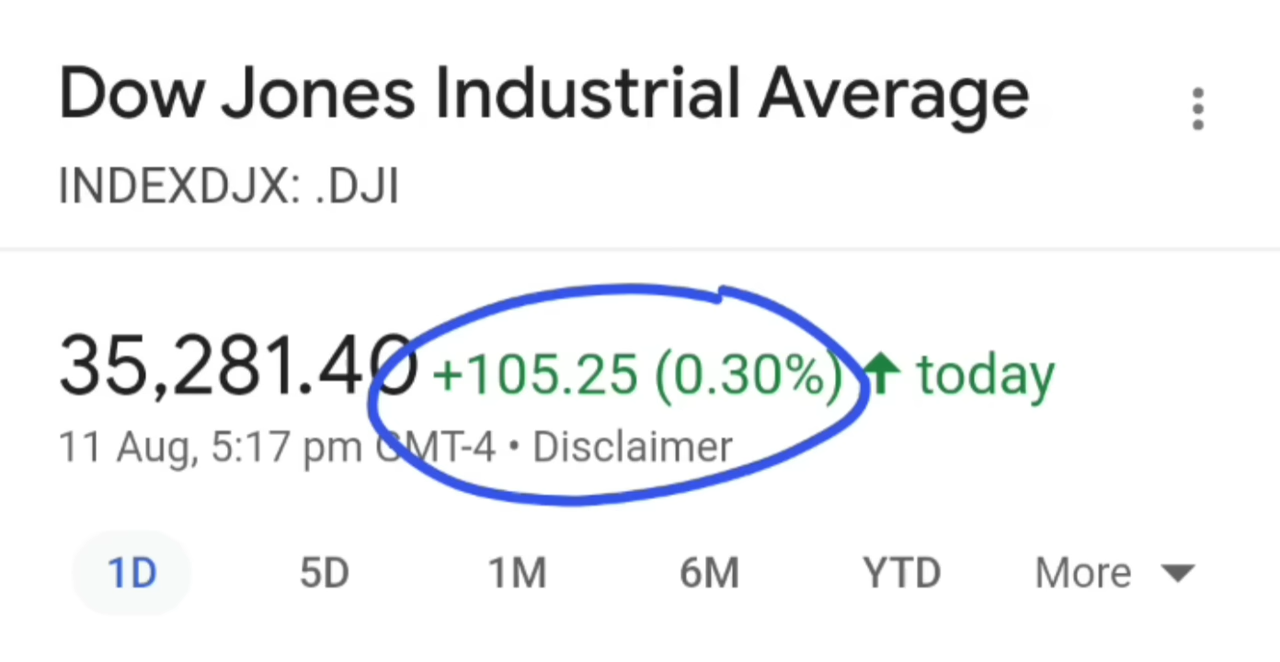 Dow Jones Industrial Average
INDEXDJX: .DJI
35,281.40 +105.25 (0.30%) ↑ today
11 Aug, 5:17 pm GMT-4 • Disclaimer
1D 5D 1M 6M YTD More